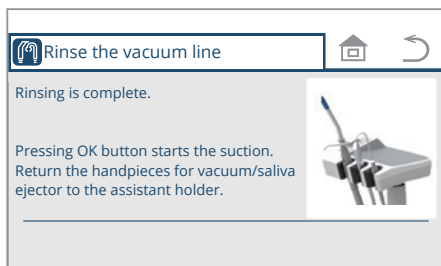 Rinse the vacuum line
Rinsing is complete.
Pressing OK button starts the suction.
Return the handpieces for vacuum/saliva
ejector to the assistant holder.